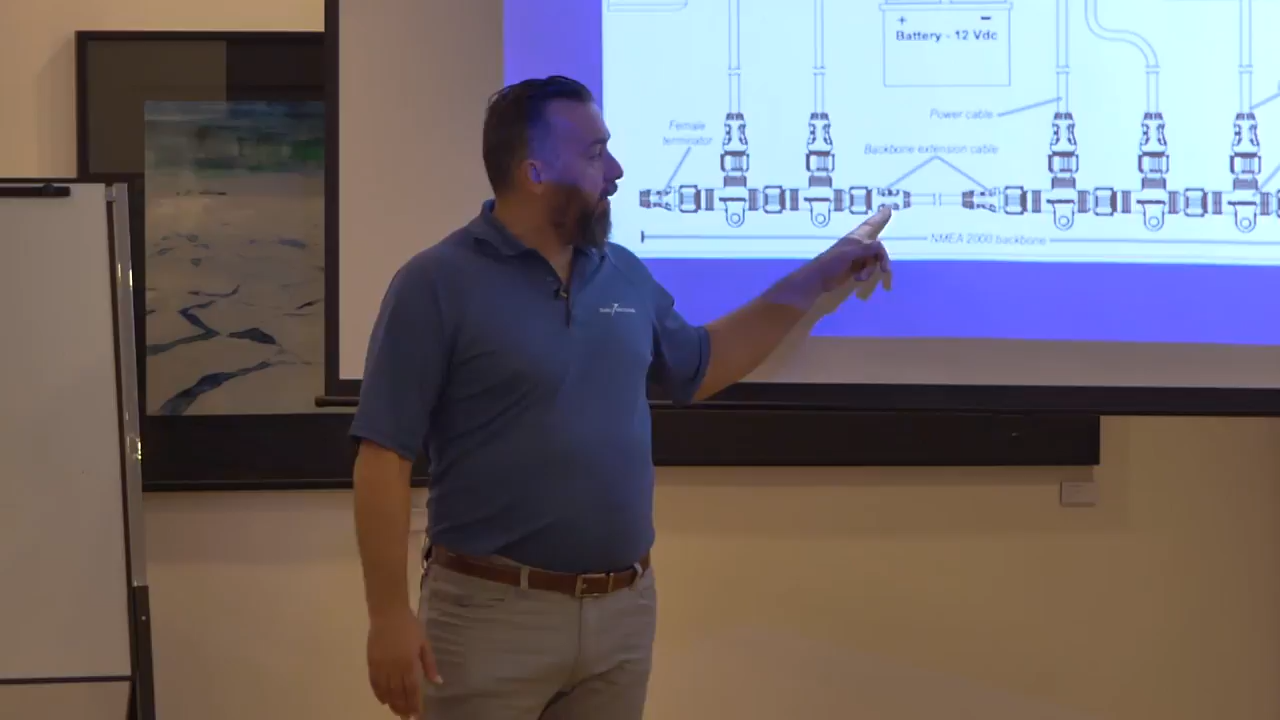 + -
Battery - 12 Vdc
Power cable
Female
terminator
Backbone extension cable
NMEA 2000 backbone